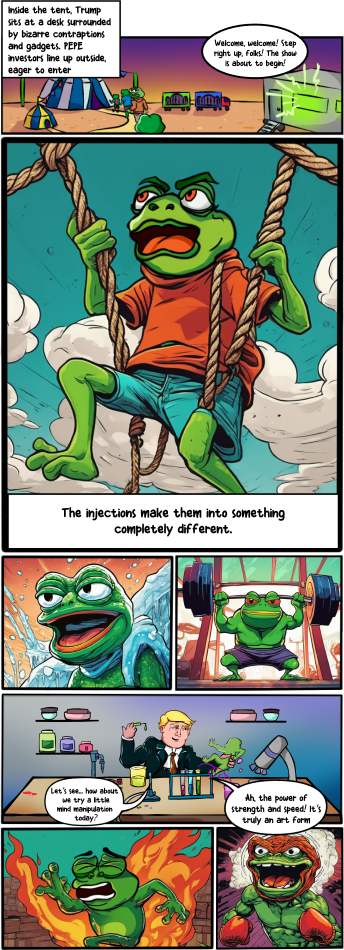 Inside the tent, Trump
sits at a desk surrounded
by bizarre contraptions
and gadgets. PEPE
investors line up outside,
eager to enter
Welcome, welcome! Step
right up, folks! The show
is about to begin!
The injections make them into something
completely different.
Let's see... how about
we try a little
mind manipulation
today?
Ah, the power of
strength and speed! It's
truly an art form